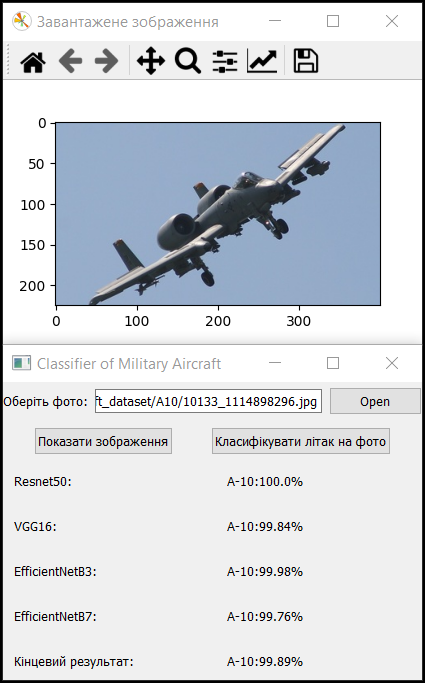 Завантажене зображення
0
50
100
150
200
0
100
200
300
Classifier of Military Aircraft
Оберіть фото: ft_dataset/A10/10133_1114898296.jpg Open
Показати зображення Класифікувати літак на фото
Resnet50: A-10:100.0%
VGG16: A-10:99.84%
EfficientNetB3: A-10:99.98%
EfficientNetB7: A-10:99.76%
Кінцевий результат: A-10:99.89%